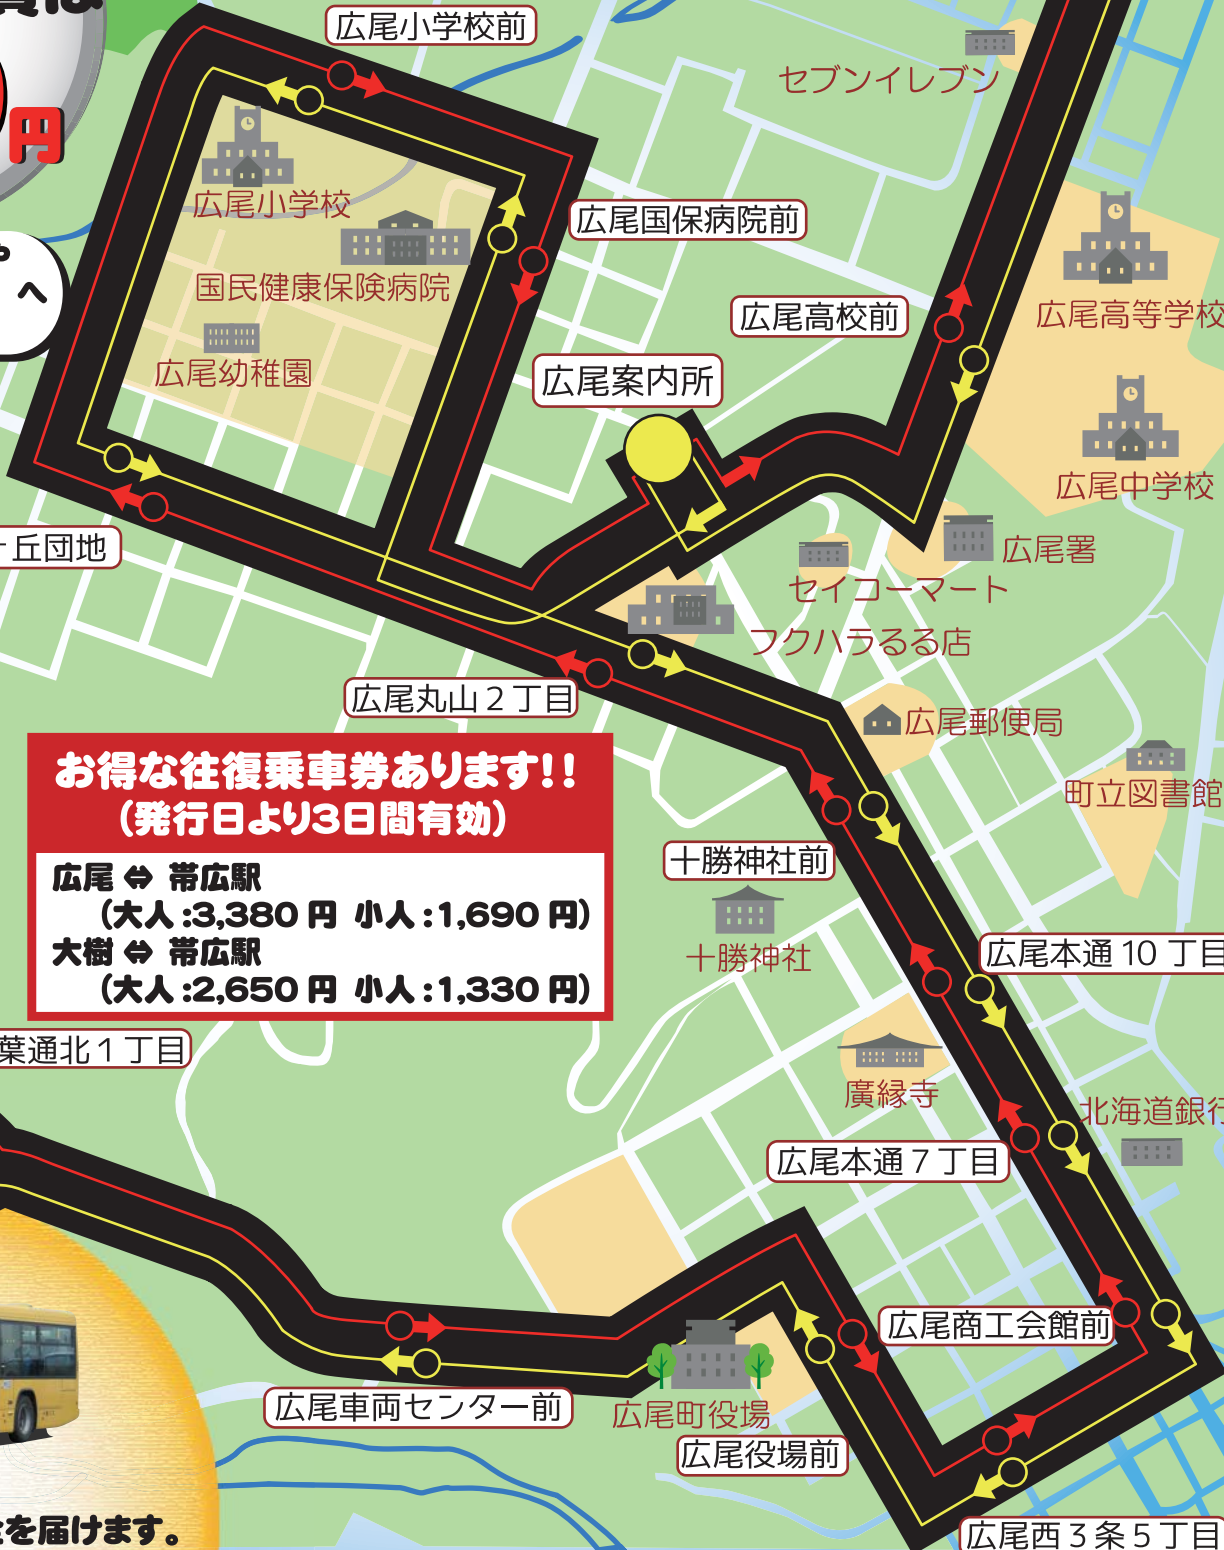 円
へ
広尾小学校前
セブンイレブン
広尾小学校
広尾国保病院前
国民健康保険病院
広尾高校前
広尾高等学校
広尾幼稚園
広尾案内所
広尾中学校
丘団地
広尾署
セイコーマート
フクハラるる店
広尾丸山2丁目
広尾郵便局
町立図書館
お得な往復乗車券あります!!
(発行日より3日間有効)
広尾 ⇔ 帯広駅
(大人:3,380円 小人:1,690円)
大樹 ⇔ 帯広駅
(大人:2,650円 小人:1,330円)
十勝神社前
十勝神社
広尾本通10丁目
葉通北1丁目
廣縁寺
北海道銀行
広尾本通7丁目
広尾商工会館前
広尾車両センター前
広尾町役場
広尾役場前
を届けます。
広尾西3条5丁目